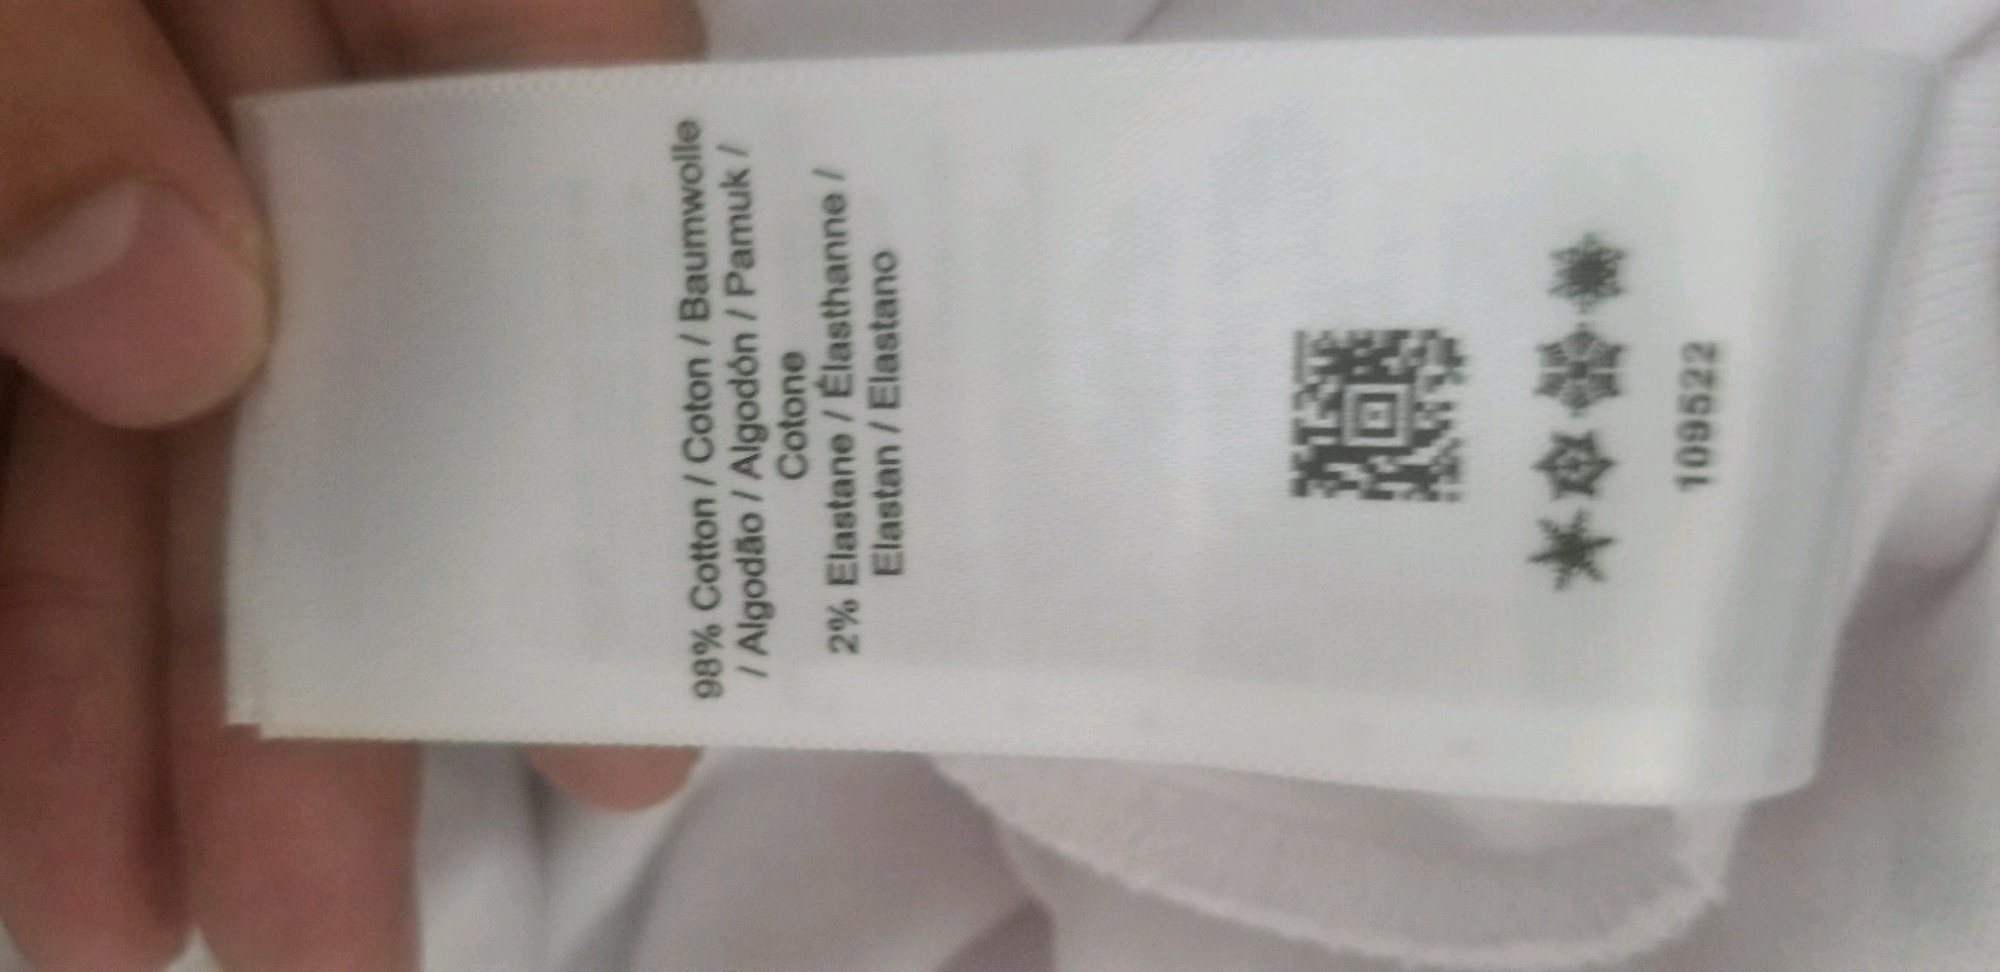 98% Cotton / Coton / Baumwolle
/ Algodão / Algodón / Pamuk /
Cotone
2% Elastane / Élasthanne /
Elastan / Elastano
109522